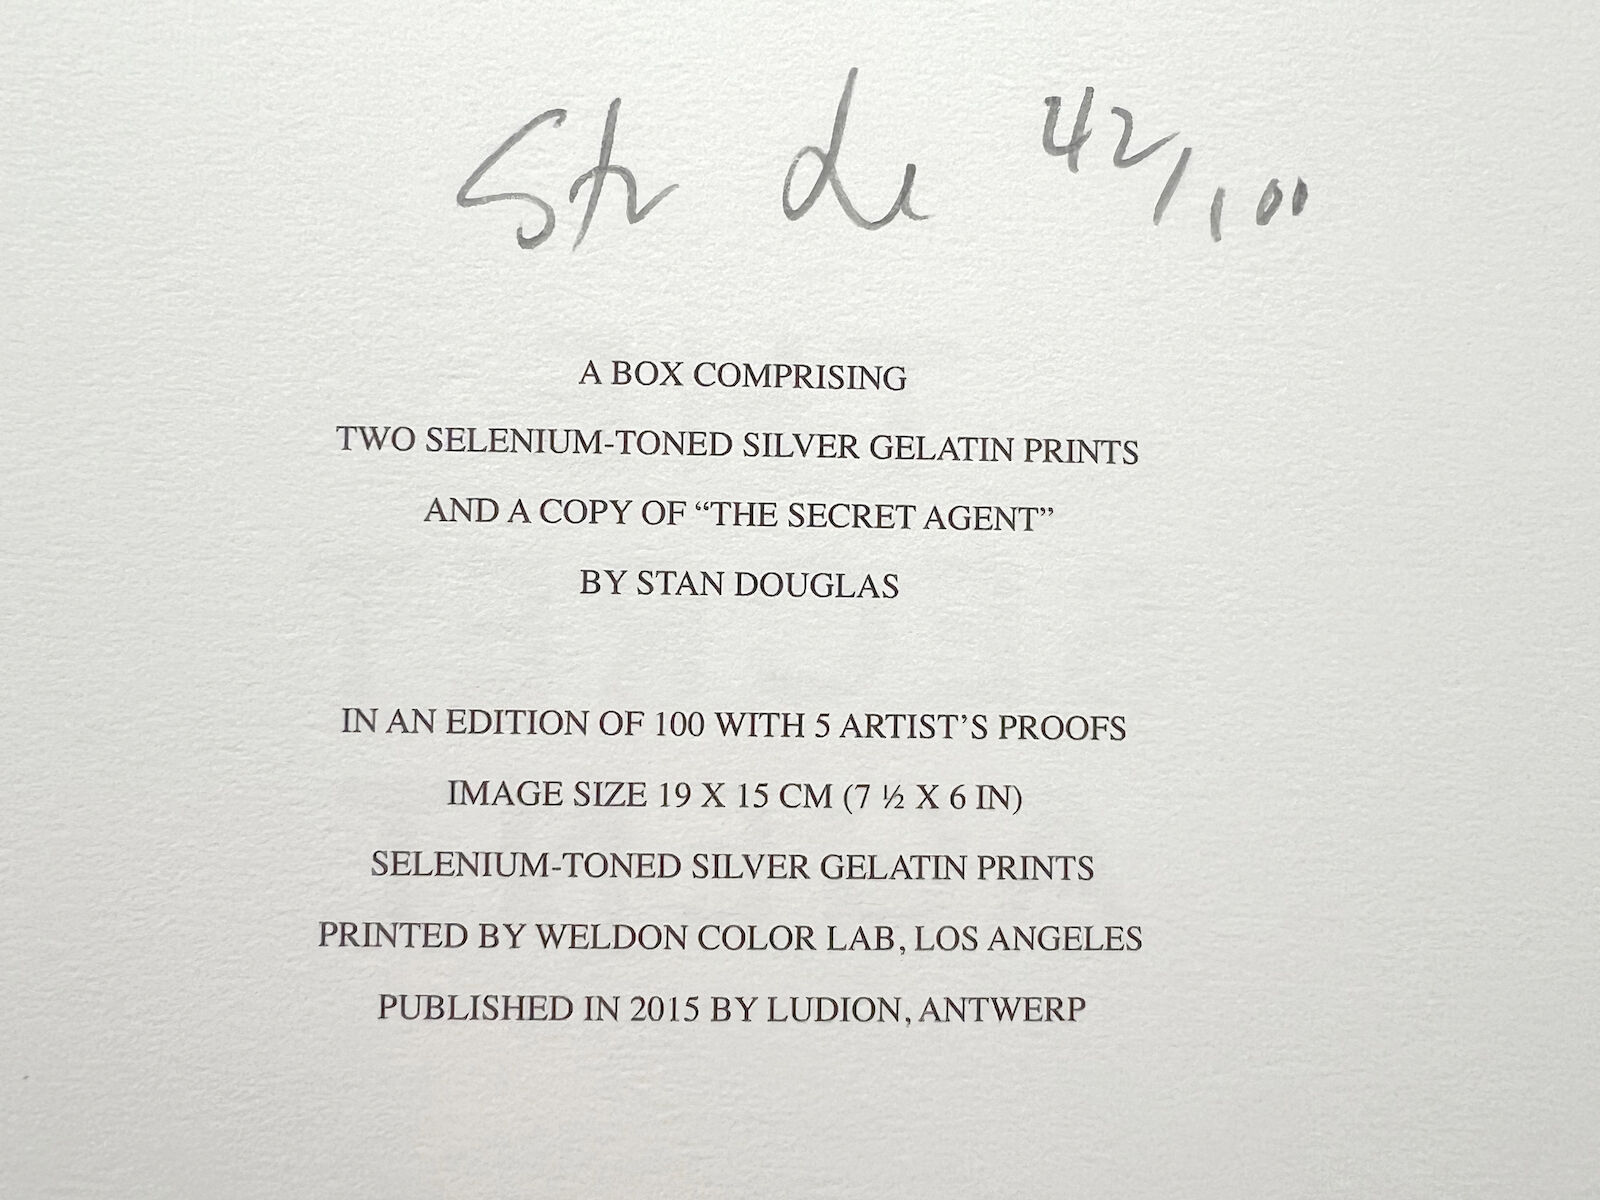 42/100
A BOX COMPRISING
TWO SELENIUM-TONED SILVER GELATIN PRINTS
AND A COPY OF “THE SECRET AGENT”
BY STAN DOUGLAS
IN AN EDITION OF 100 WITH 5 ARTIST’S PROOFS
IMAGE SIZE 19 X 15 CM (7 ½ X 6 IN)
SELENIUM-TONED SILVER GELATIN PRINTS
PRINTED BY WELDON COLOR LAB, LOS ANGELES
PUBLISHED IN 2015 BY LUDION, ANTWERP